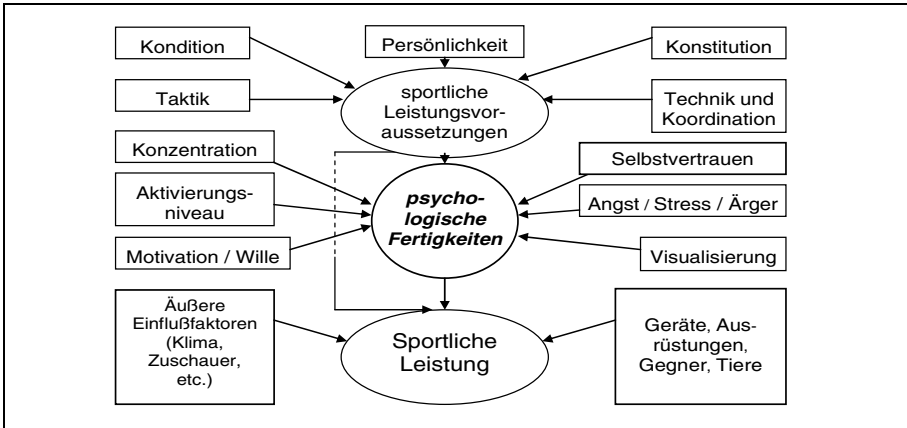 Kondition
Persönlichkeit
Konstitution
Taktik
sportliche
Leistungsvor-
aussetzungen
Technik und
Koordination
Konzentration
Selbstvertrauen
Aktivierungs-
niveau
psycho-
logische
Fertigkeiten
Angst / Stress / Ärger
Motivation / Wille
Visualisierung
Äußere
Einflußfaktoren
(Klima,
Zuschauer,
etc.)
Sportliche
Leistung
Geräte, Aus-
rüstungen,
Gegner, Tiere